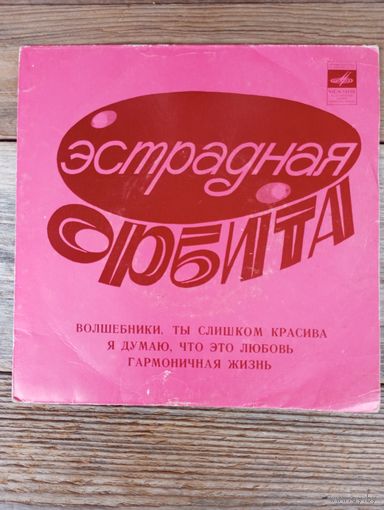 эстрадная
орбита
ВОЛШЕБНИКИ. ТЫ СЛИШКОМ КРАСИВА
Я ДУМАЮ, ЧТО ЭТО ЛЮБОВЬ
ГАРМОНИЧНАЯ ЖИЗНЬ